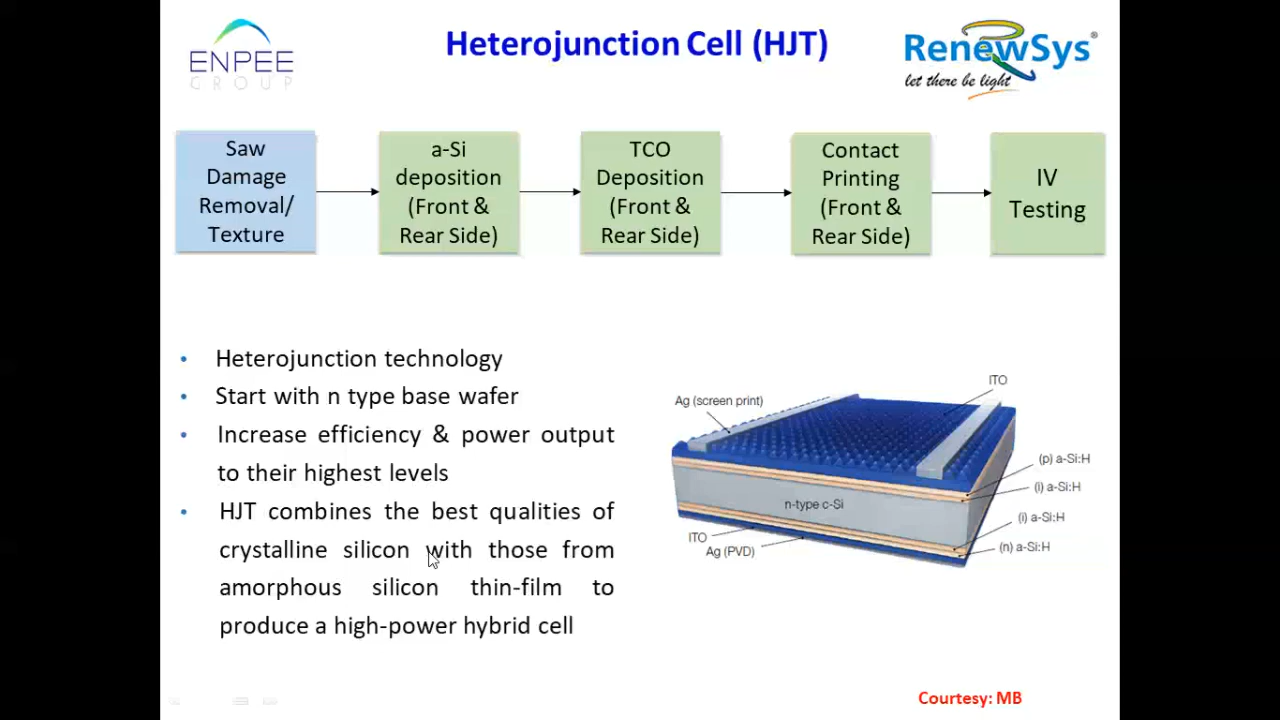 ENPEE
GROUP
Heterojunction Cell (HJT)
RenewSys®
let there be light
Saw
Damage
Removal/
Texture
a-Si
deposition
(Front &
Rear Side)
TCO
Deposition
(Front &
Rear Side)
Contact
Printing
(Front &
Rear Side)
IV
Testing
• Heterojunction technology
• Start with n type base wafer
• Increase efficiency & power output
to their highest levels
• HJT combines the best qualities of
crystalline silicon with those from
amorphous silicon thin-film to
produce a high-power hybrid cell
ITO
Ag (screen print)
(p) a-Si:H
(i) a-Si:H
n-type c-Si
(i) a-Si:H
ITO
(n) a-Si:H
Ag (PVD)
Courtesy: MB